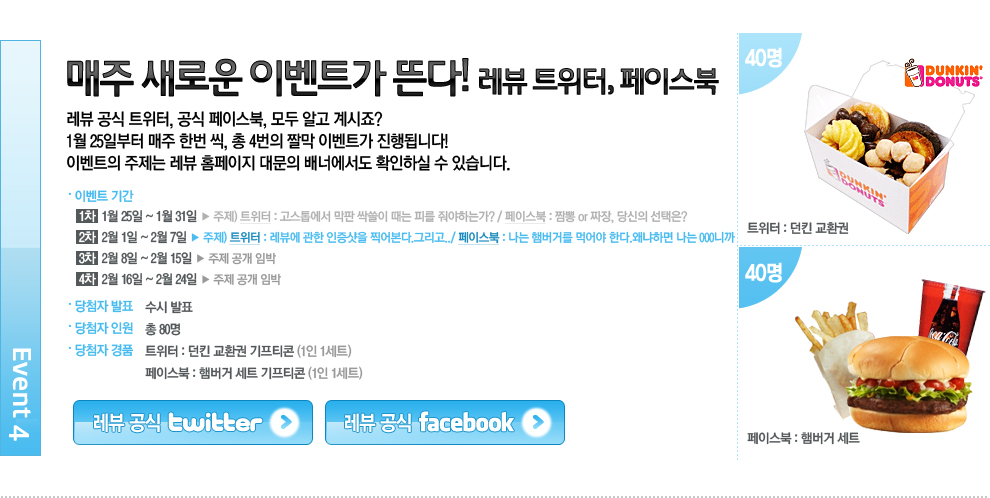 Event 4
매주 새로운 이벤트가 뜬다! 레뷰 트위터, 페이스북
레뷰 공식 트위터, 공식 페이스북, 모두 알고 계시죠?
1월 25일부터 매주 한번 씩, 총 4번의 짤막 이벤트가 진행됩니다!
이벤트의 주제는 레뷰 홈페이지 대문의 배너에서도 확인하실 수 있습니다.
· 이벤트 기간
1차 1월 25일 ~ 1월 31일 ▶ 주제) 트위터 : 고스톱에서 막판 싹쓸이 때는 피를 줘야하는가? / 페이스북 : 짬뽕 or 짜장, 당신의 선택은?
2차 2월 1일 ~ 2월 7일 ▶ 주제) 트위터 : 레뷰에 관한 인증샷을 찍어본다.그리고../ 페이스북 : 나는 햄버거를 먹어야 한다.왜냐하면 나는 000니까
3차 2월 8일 ~ 2월 15일 ▶ 주제 공개 임박
4차 2월 16일 ~ 2월 24일 ▶ 주제 공개 임박
· 당첨자 발표 수시 발표
· 당첨자 인원 총 80명
· 당첨자 경품 트위터 : 던킨 교환권 기프티콘 (1인 1세트)
페이스북 : 햄버거 세트 기프티콘 (1인 1세트)
레뷰 공식 twitter
레뷰 공식 facebook
40명
DUNKIN'
DONUTS
DUNKIN'
DONUTS
트위터 : 던킨 교환권
40명
Coca-Cola
페이스북 : 햄버거 세트